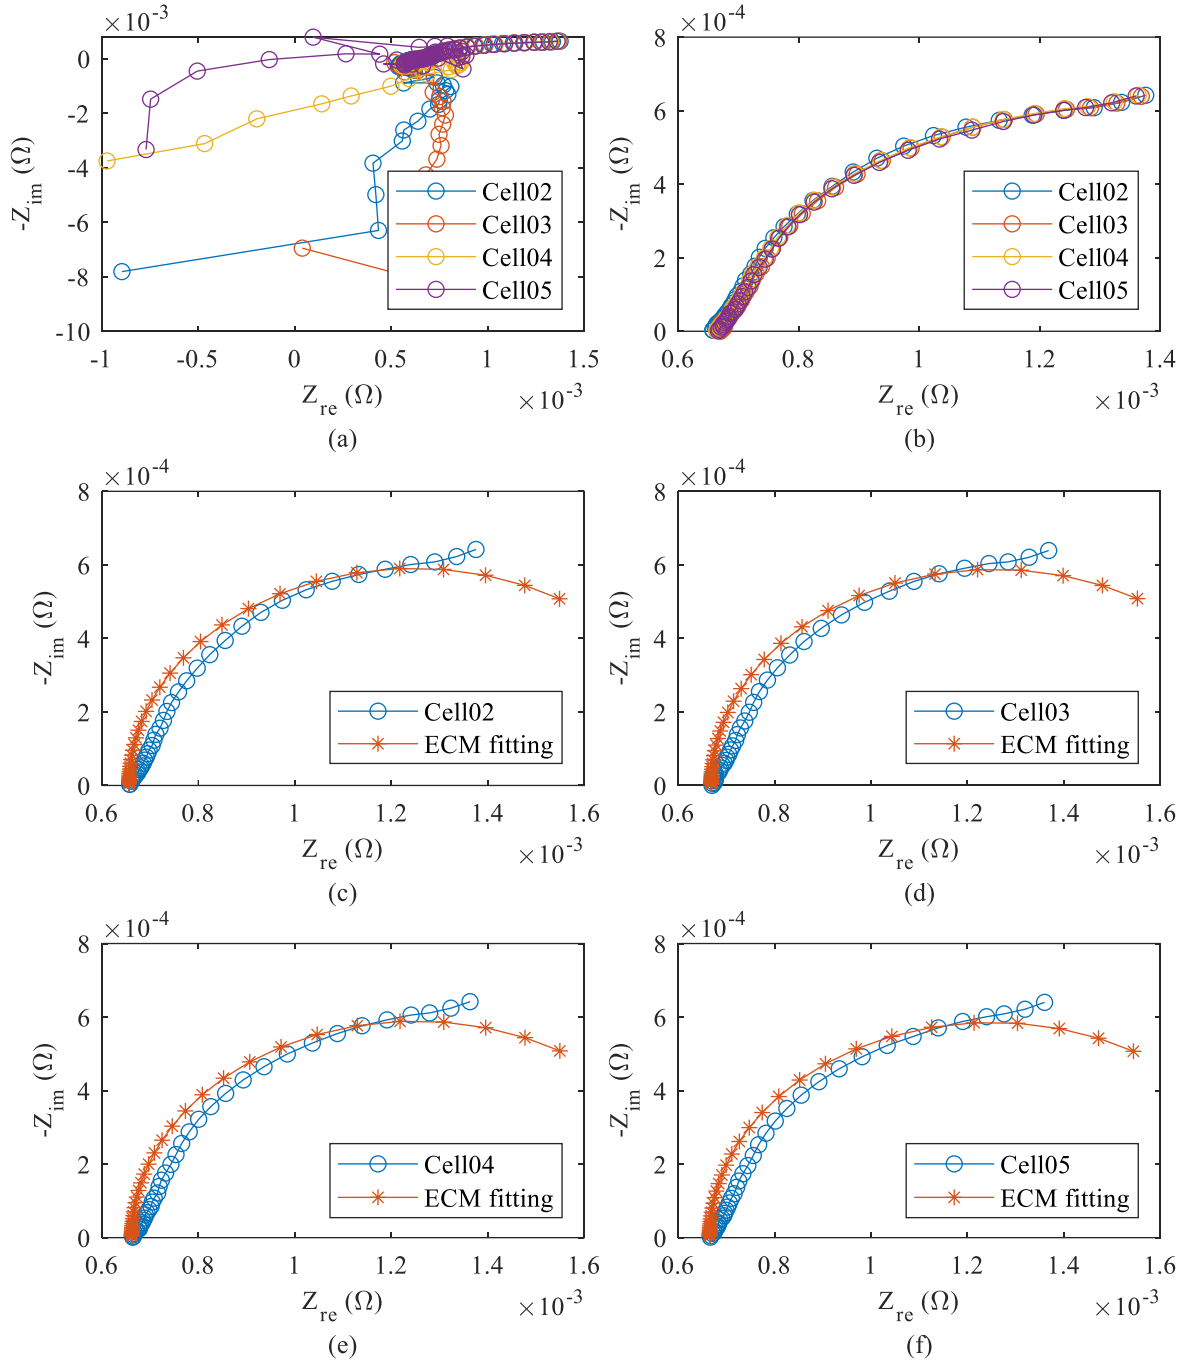 ×10⁻³
0
-2
-4
-6
-8
-10
-Z_im (Ω)
Cell02
Cell03
Cell04
Cell05
-1 -0.5 0 0.5 1 1.5
Z_re (Ω) ×10⁻³
(a)
×10⁻⁴
8
6
4
2
0
-Z_im (Ω)
Cell02
Cell03
Cell04
Cell05
0.6 0.8 1 1.2 1.4
Z_re (Ω) ×10⁻³
(b)
×10⁻⁴
8
6
4
2
0
-Z_im (Ω)
Cell02
ECM fitting
0.6 0.8 1 1.2 1.4 1.6
Z_re (Ω) ×10⁻³
(c)
×10⁻⁴
8
6
4
2
0
-Z_im (Ω)
Cell03
ECM fitting
0.6 0.8 1 1.2 1.4 1.6
Z_re (Ω) ×10⁻³
(d)
×10⁻⁴
8
6
4
2
0
-Z_im (Ω)
Cell04
ECM fitting
0.6 0.8 1 1.2 1.4 1.6
Z_re (Ω) ×10⁻³
(e)
×10⁻⁴
8
6
4
2
0
-Z_im (Ω)
Cell05
ECM fitting
0.6 0.8 1 1.2 1.4 1.6
Z_re (Ω) ×10⁻³
(f)